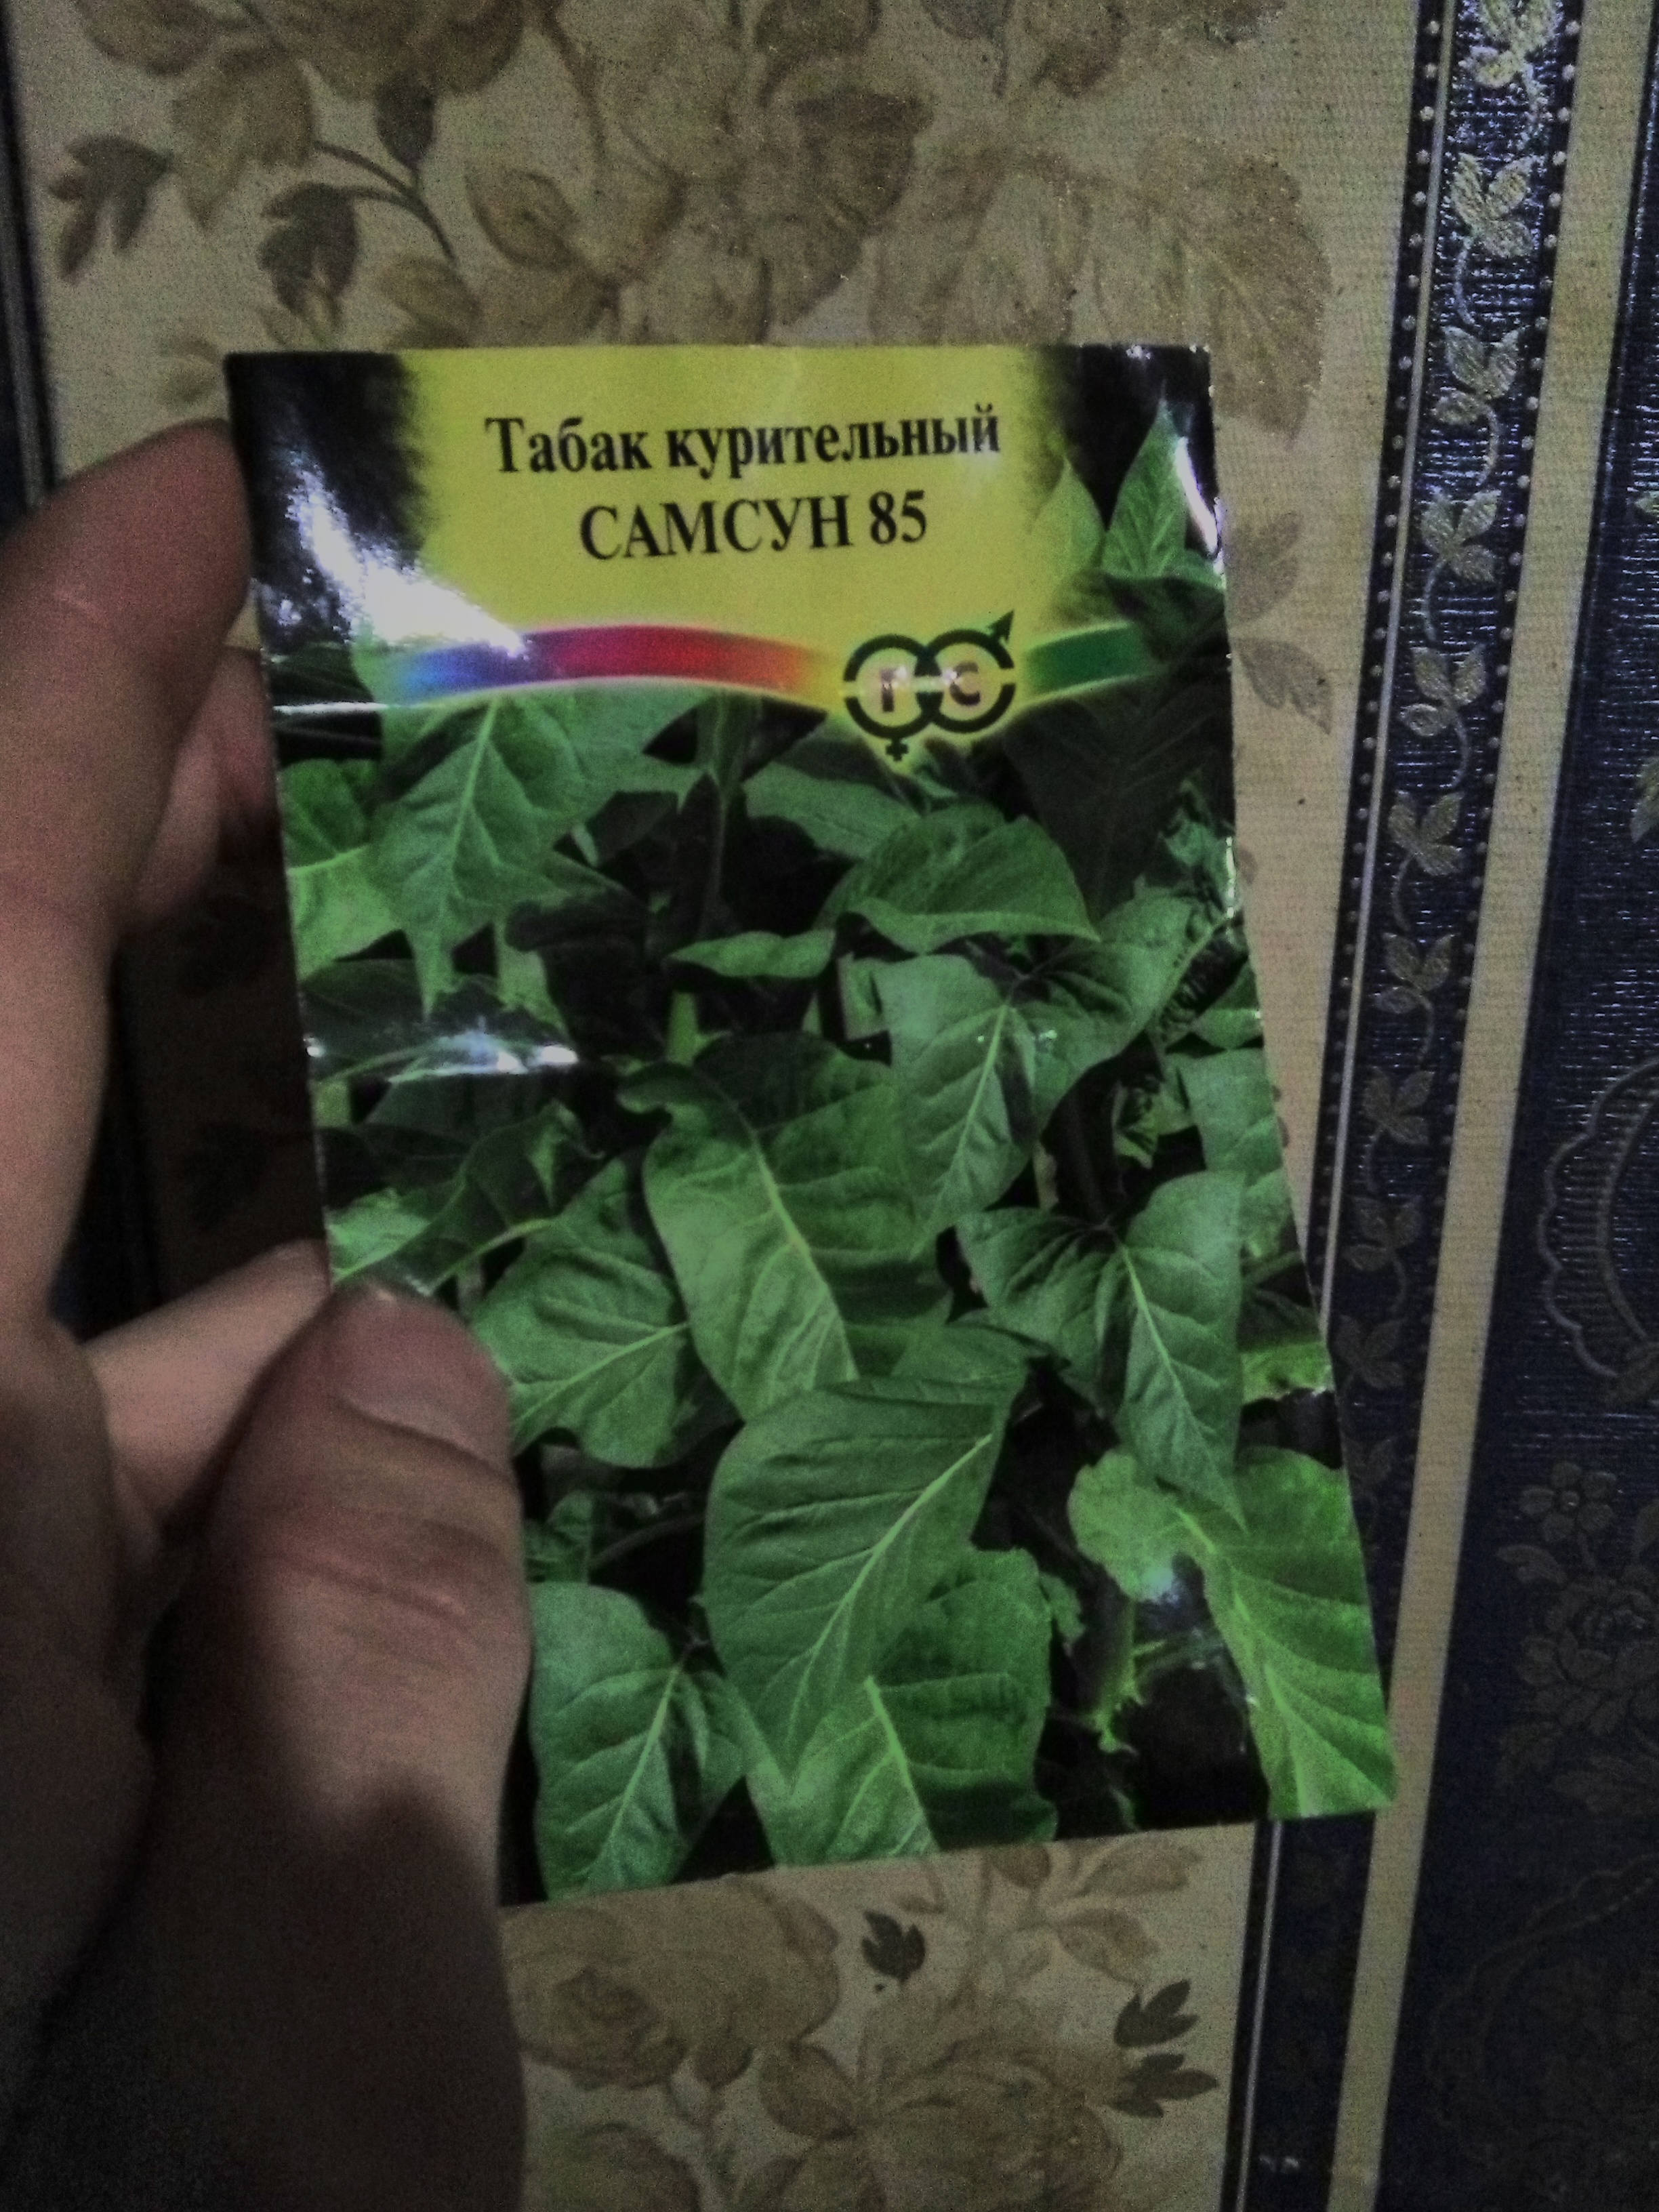 Табак курительный
САМСУН 85
Г С